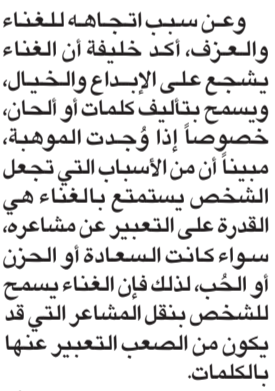 وعن سبب اتجاهه للغناء
والعزف، أكد خليفة أن الغناء
يشجع على الإبداع والخيال،
ويسمح بتأليف كلمات أو ألحان،
خصوصاً إذا وُجدت الموهبة،
مبيناً أن من الأسباب التي تجعل
الشخص يستمتع بالغناء هي
القدرة على التعبير عن مشاعره،
سواء كانت السعادة أو الحزن
أو الحُب، لذلك فإن الغناء يسمح
للشخص بنقل المشاعر التي قد
يكون من الصعب التعبير عنها
بالكلمات.